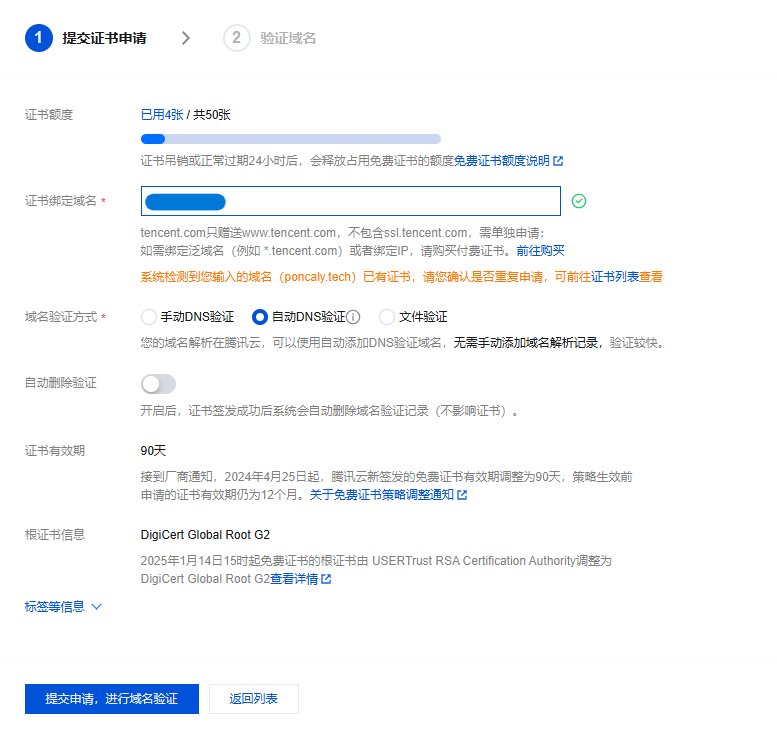 1 提交证书申请 2 验证域名
证书额度 已用4张 / 共50张
证书吊销或正常过期24小时后，会释放占用免费证书的额度免费证书额度说明
证书绑定域名 *
tencent.com只赠送www.tencent.com，不包含ssl.tencent.com，需单独申请；
如需绑定泛域名（例如 *.tencent.com）或者绑定IP，请购买付费证书。前往购买
系统检测到您输入的域名（poncaly.tech）已有证书，请您确认是否重复申请，可前往证书列表查看
域名验证方式 * 手动DNS验证 自动DNS验证 文件验证
您的域名解析在腾讯云，可以使用自动添加DNS验证域名，无需手动添加域名解析记录，验证较快。
自动删除验证
开启后，证书签发成功后系统会自动删除域名验证记录（不影响证书）。
证书有效期 90天
接到厂商通知，2024年4月25日起，腾讯云新签发的免费证书有效期调整为90天，策略生效前
申请的证书有效期仍为12个月。关于免费证书策略调整通知
根证书信息 DigiCert Global Root G2
2025年1月14日15时起免费证书的根证书由 USERTrust RSA Certification Authority调整为
DigiCert Global Root G2查看详情
标签等信息
提交申请，进行域名验证 返回列表